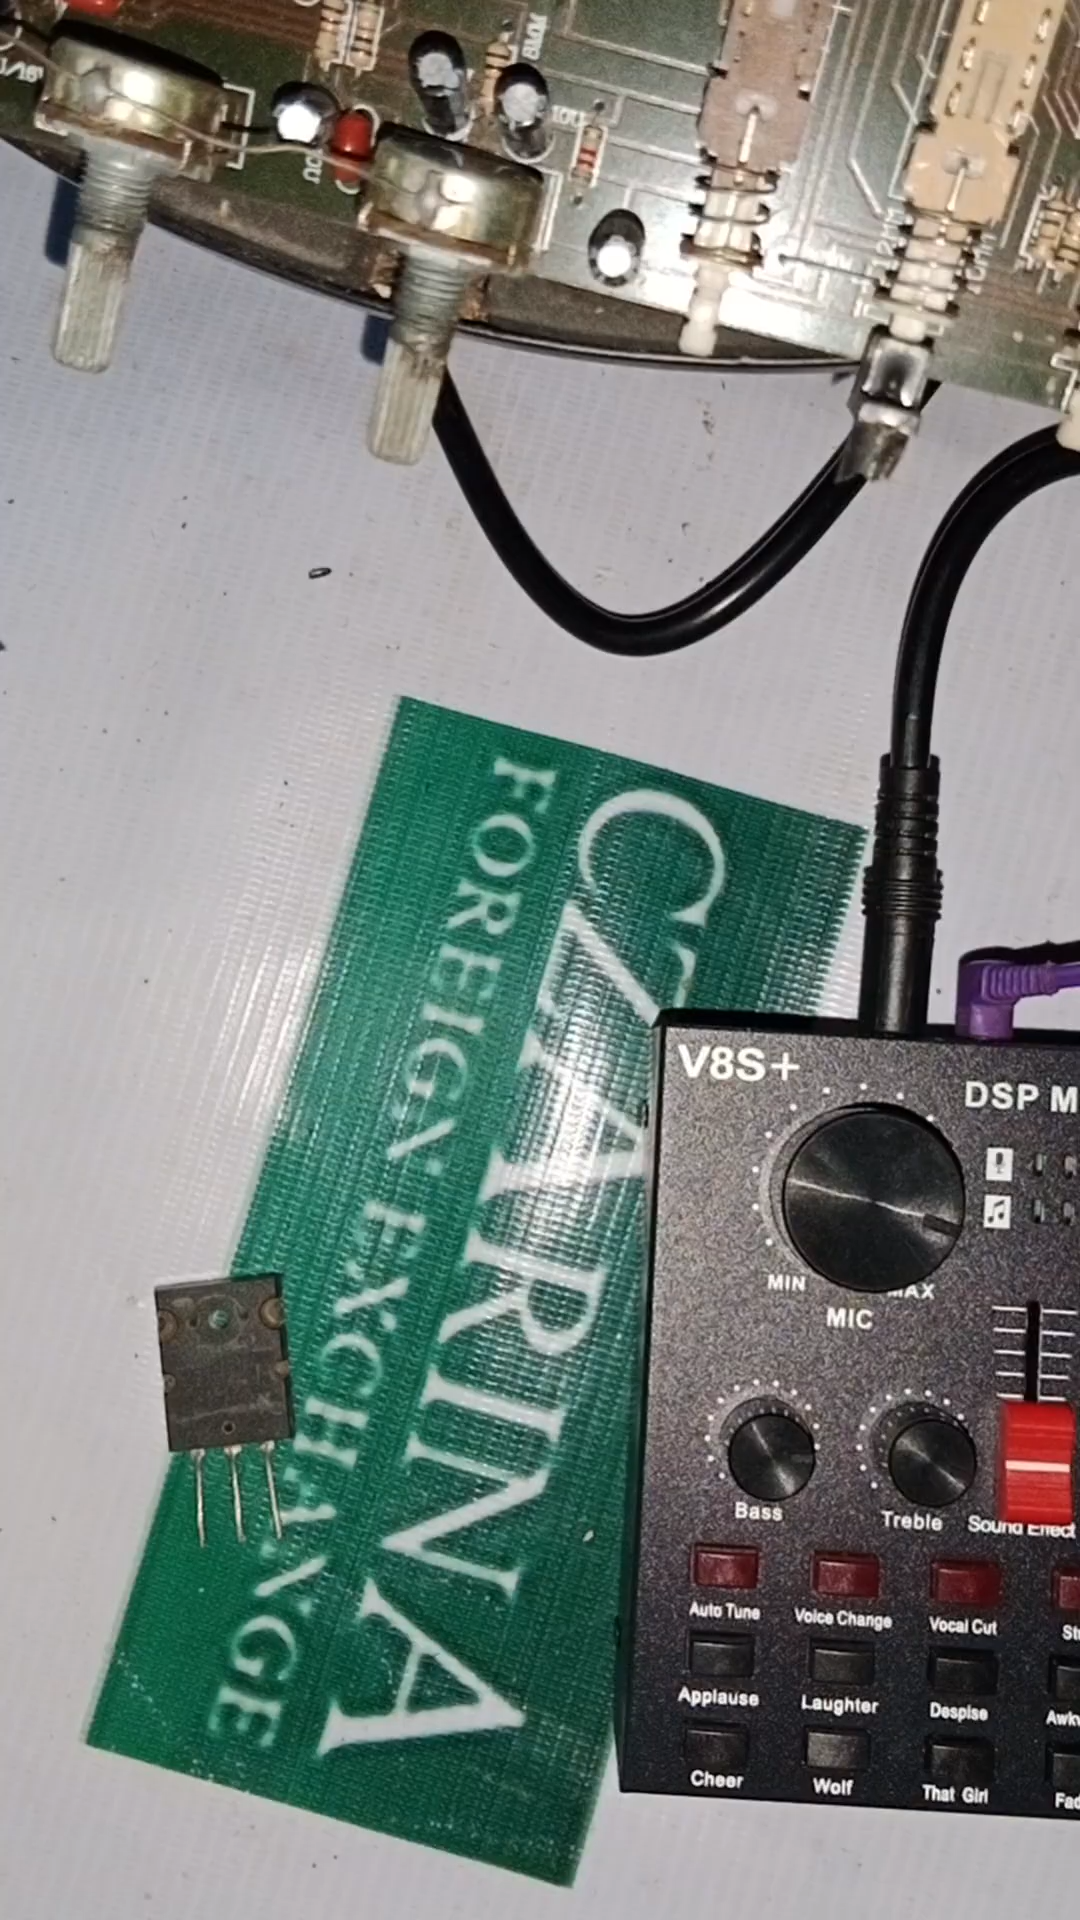 CZARINA
FOREIGN EXCHANGE
V8S+
DSP M
MIN
MAX
MIC
Bass
Treble
Sound Effect
Auto Tune
Voice Change
Vocal Cut
Applause
Laughter
Despise
Cheer
Wolf
That Girl